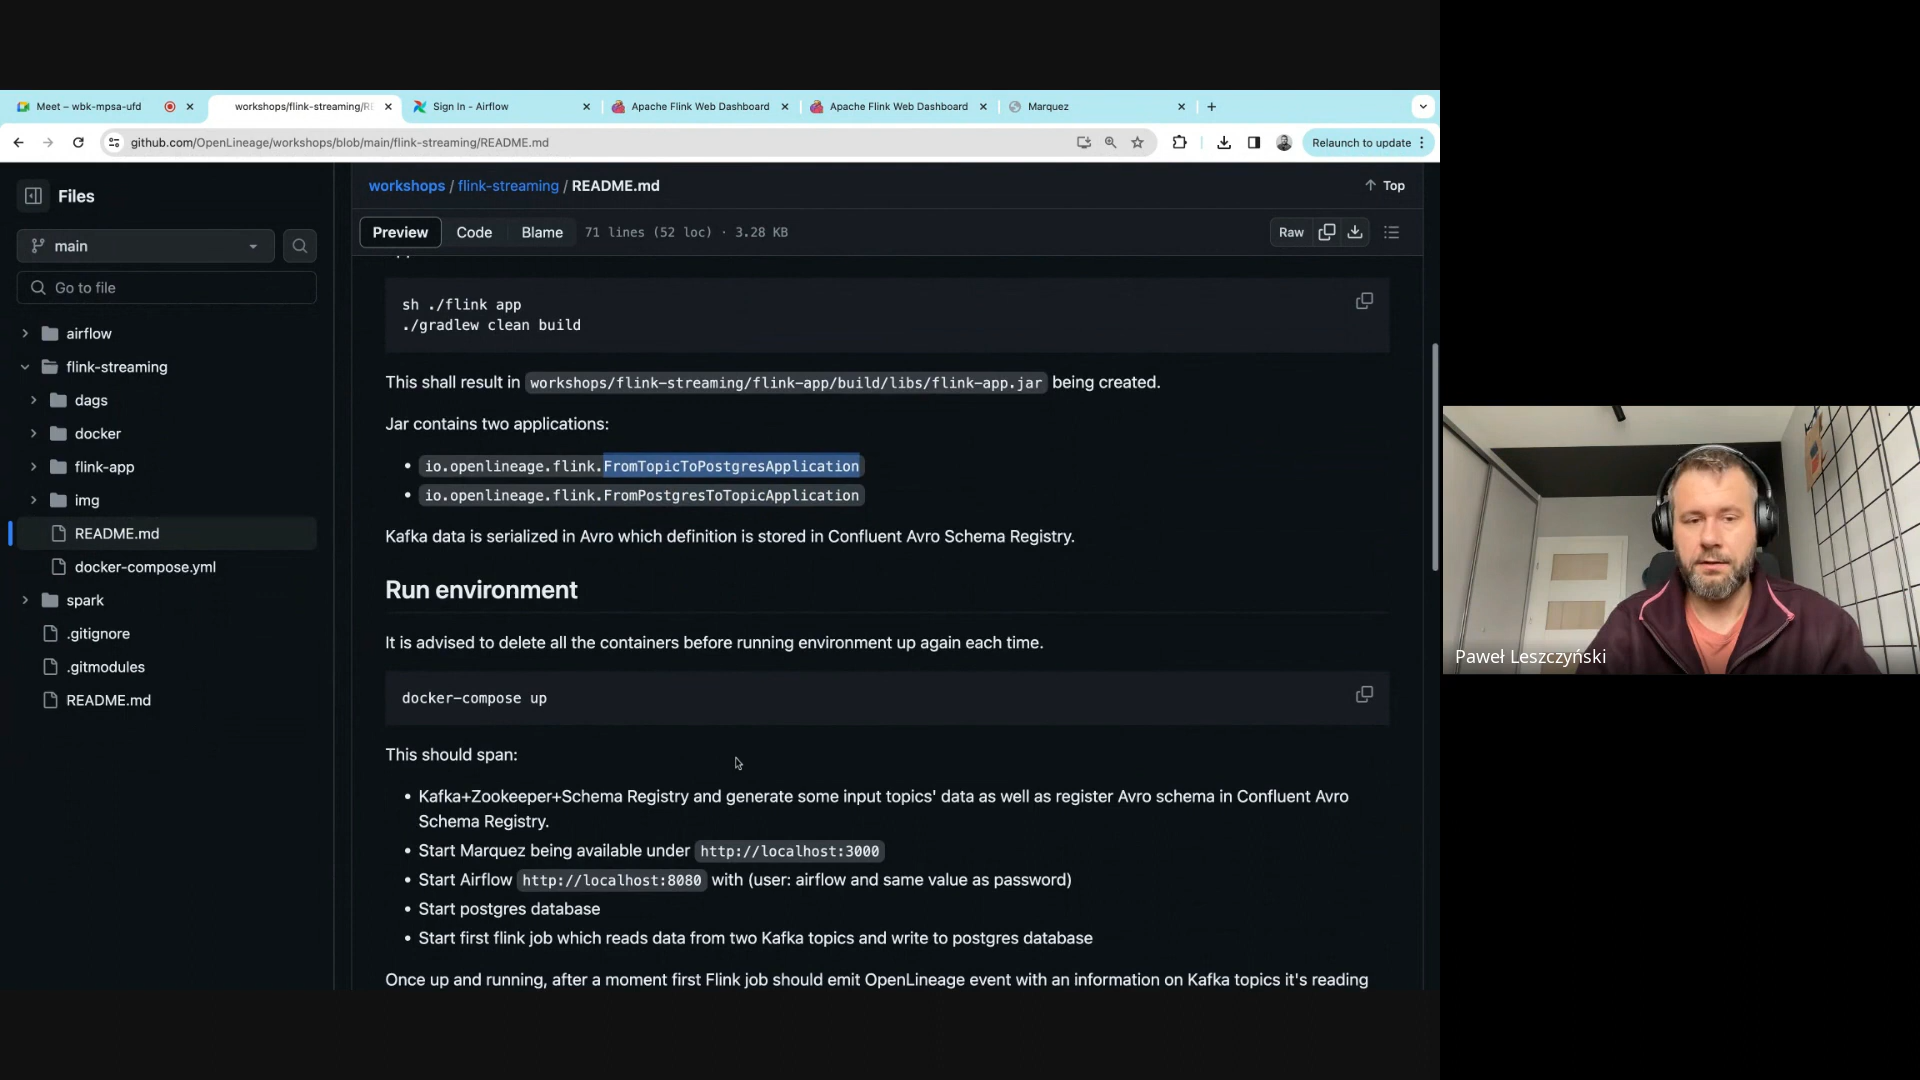 Meet – wbk-mpsa-ufd
workshops/flink-streaming/RE
Sign In - Airflow
Apache Flink Web Dashboard
Apache Flink Web Dashboard
Marquez
github.com/OpenLineage/workshops/blob/main/flink-streaming/README.md
Relaunch to update
Files
main
Go to file
airflow
flink-streaming
dags
docker
flink-app
img
README.md
docker-compose.yml
spark
.gitignore
.gitmodules
README.md
workshops / flink-streaming / README.md
Top
Preview
Code
Blame
71 lines (52 loc) · 3.28 KB
Raw
sh ./flink app
./gradlew clean build
This shall result in workshops/flink-streaming/flink-app/build/libs/flink-app.jar being created.
Jar contains two applications:
• io.openlineage.flink.FromTopicToPostgresApplication
• io.openlineage.flink.FromPostgresToTopicApplication
Kafka data is serialized in Avro which definition is stored in Confluent Avro Schema Registry.
Run environment
It is advised to delete all the containers before running environment up again each time.
docker-compose up
This should span:
• Kafka+Zookeeper+Schema Registry and generate some input topics' data as well as register Avro schema in Confluent Avro
Schema Registry.
• Start Marquez being available under http://localhost:3000
• Start Airflow http://localhost:8080 with (user: airflow and same value as password)
• Start postgres database
• Start first flink job which reads data from two Kafka topics and write to postgres database
Once up and running, after a moment first Flink job should emit OpenLineage event with an information on Kafka topics it's reading
Paweł Leszczyński